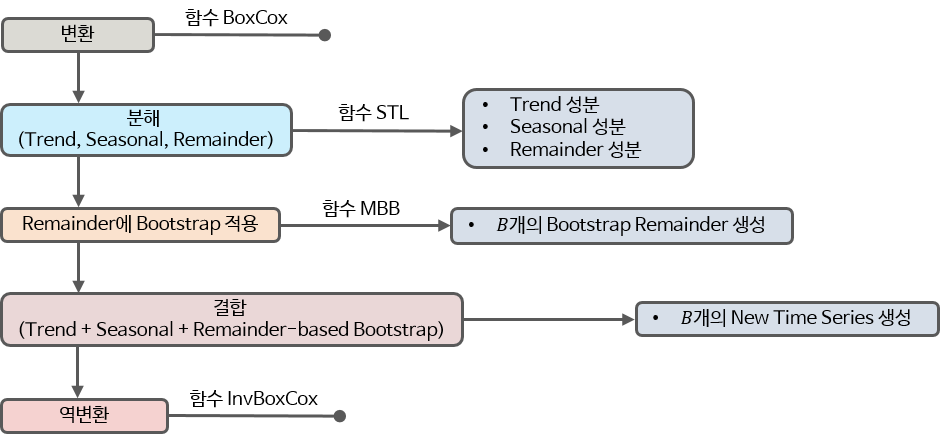 함수 BoxCox
변환
분해
(Trend, Seasonal, Remainder)
함수 STL
• Trend 성분
• Seasonal 성분
• Remainder 성분
Remainder에 Bootstrap 적용
함수 MBB
• B개의 Bootstrap Remainder 생성
결합
(Trend + Seasonal + Remainder-based Bootstrap)
• B개의 New Time Series 생성
역변환
함수 InvBoxCox